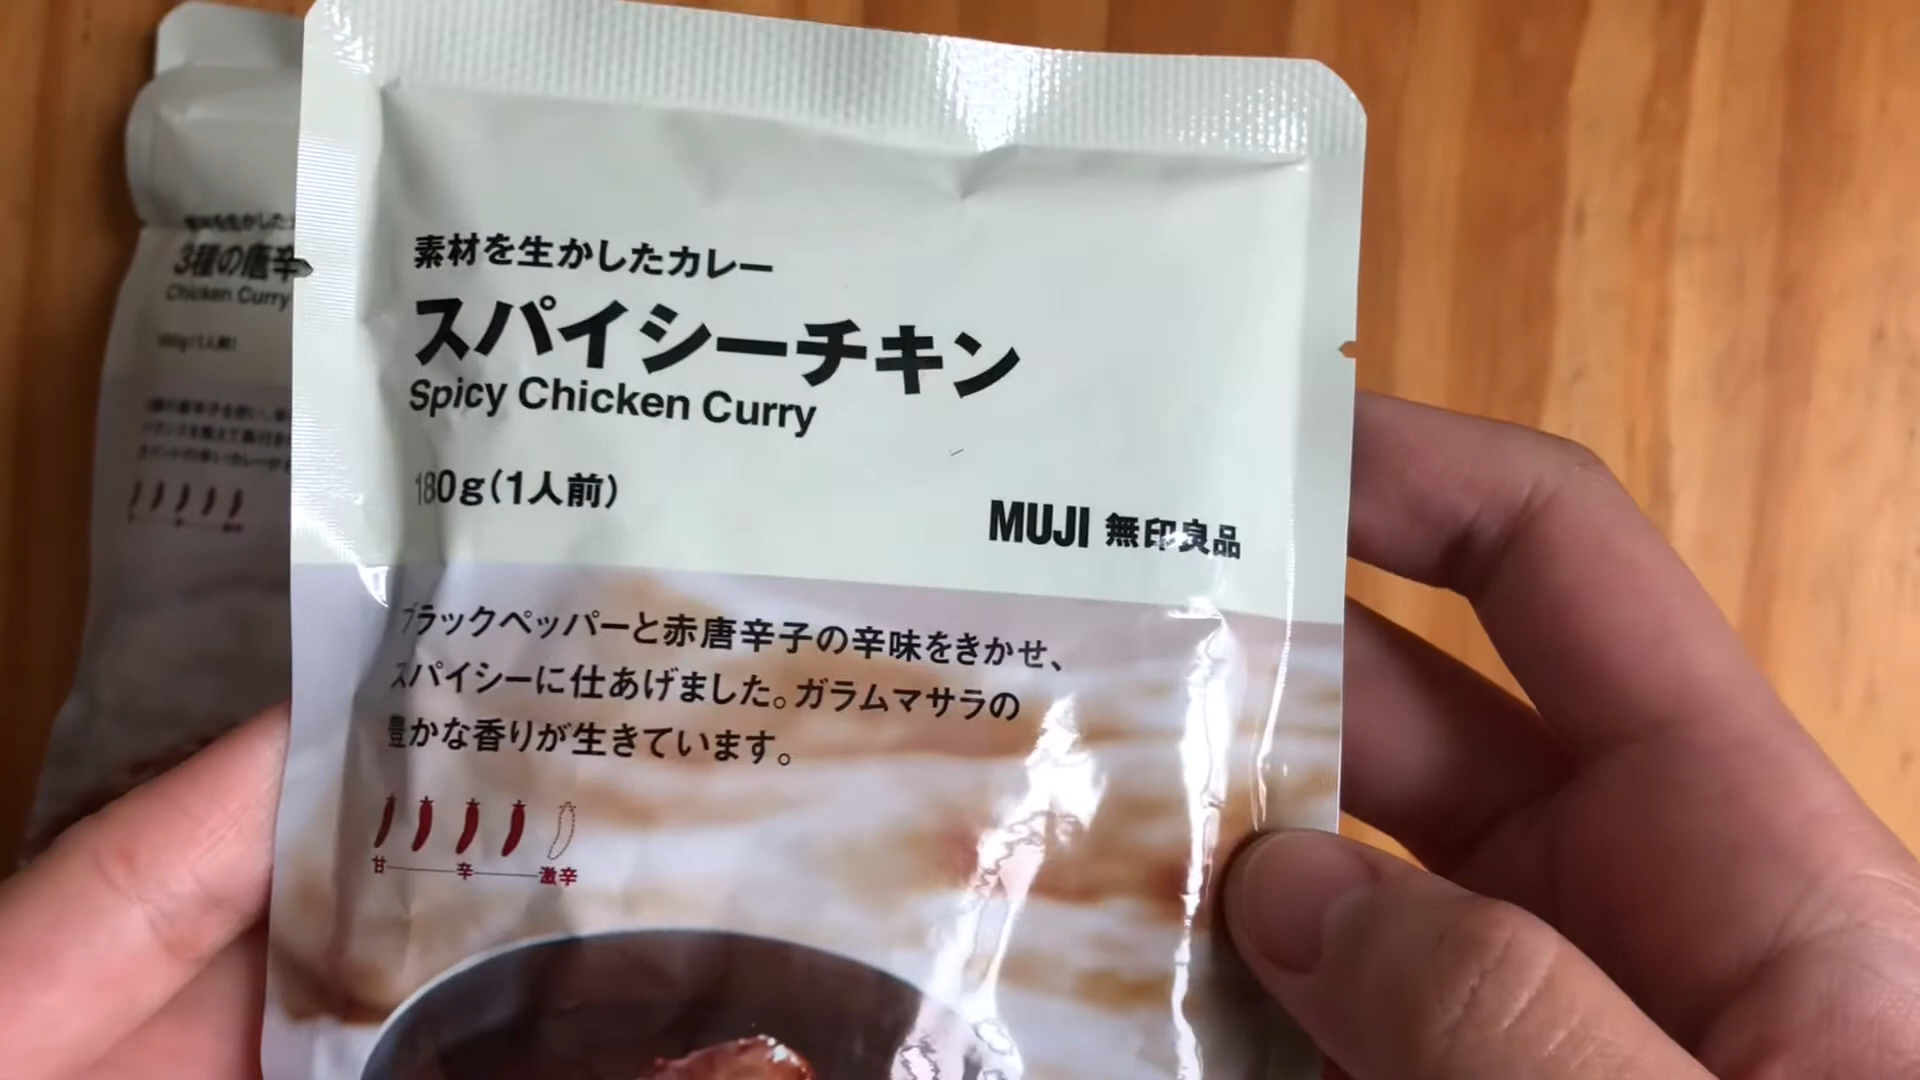 素材を生かしたカレー
スパイシーチキン
Spicy Chicken Curry
180g(1人前)
MUJI 無印良品
ブラックペッパーと赤唐辛子の辛味をきかせ、
スパイシーに仕あげました。ガラムマサラの
豊かな香りが生きています。
甘 辛 激辛
3種の唐辛
Chicken Curry